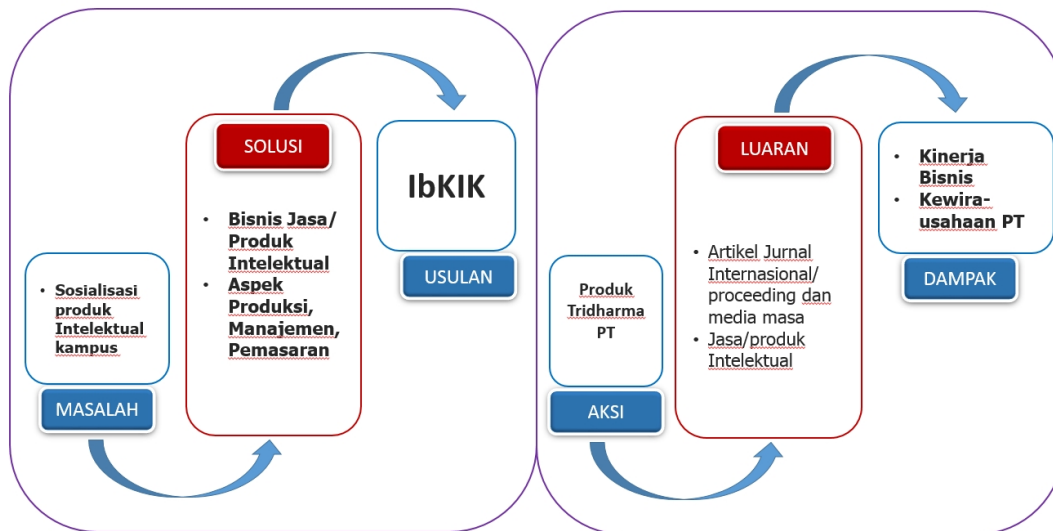 • Sosialisasi
produk
Intelektual
kampus
MASALAH
SOLUSI
• Bisnis Jasa/
Produk
Intelektual
• Aspek
Produksi,
Manajemen,
Pemasaran
IbKIK
USULAN
Produk
Tridharma
PT
AKSI
LUARAN
• Artikel Jurnal
Internasional/
proceeding dan
media masa
• Jasa/produk
Intelektual
• Kinerja
Bisnis
• Kewira-
usahaan PT
DAMPAK